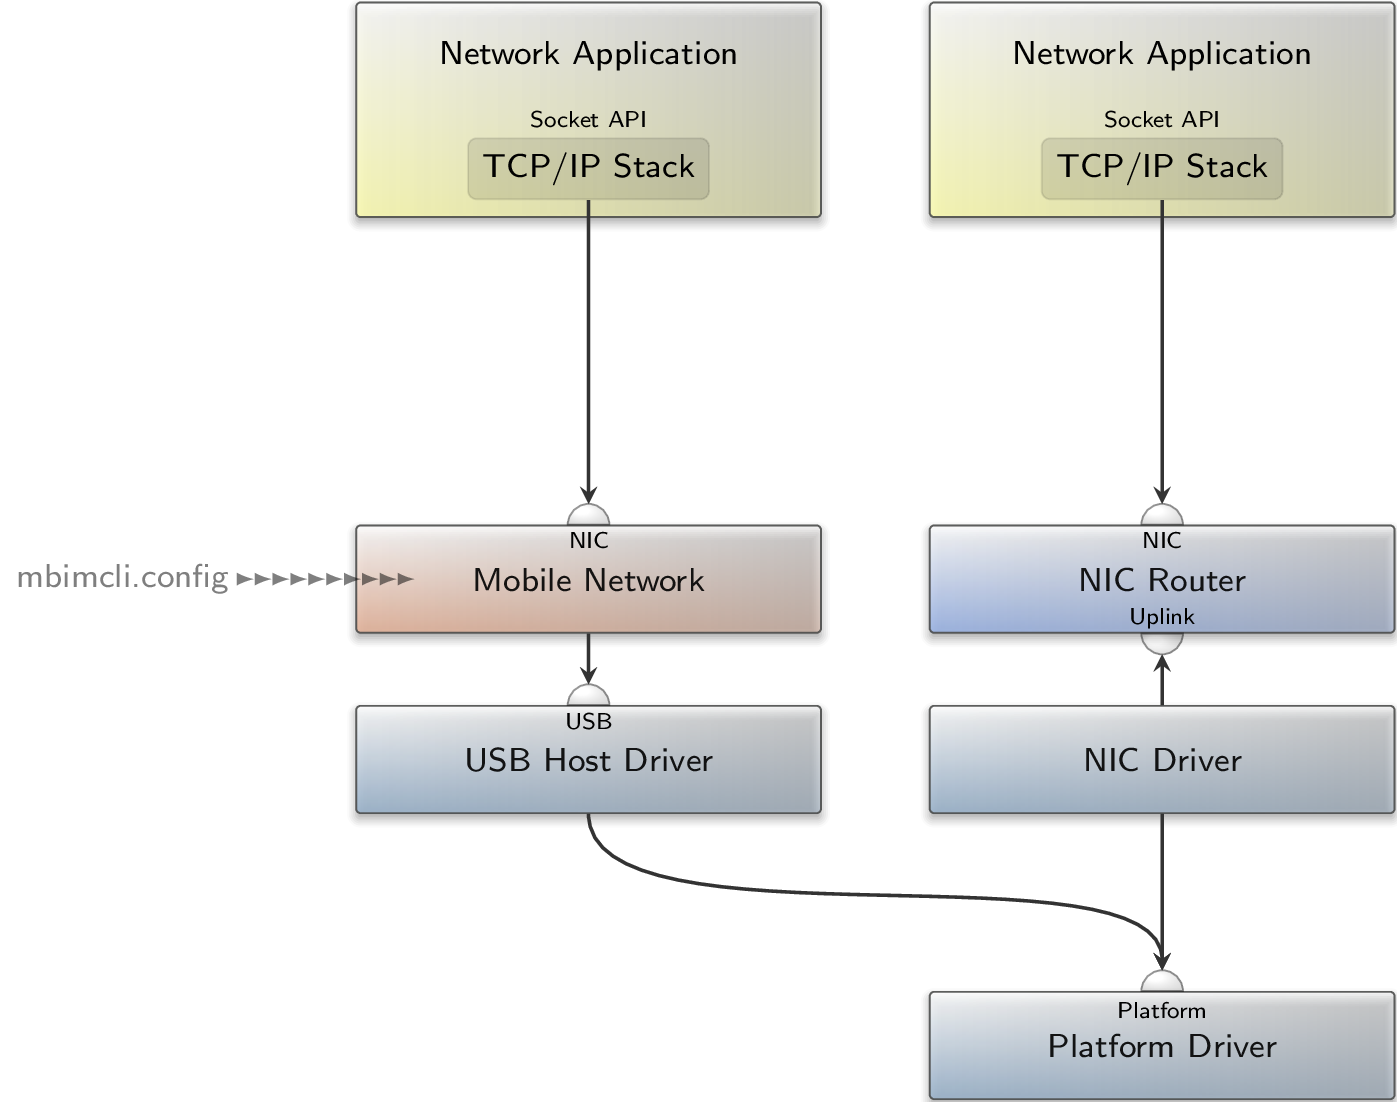 Network Application
Socket API
TCP/IP Stack
Network Application
Socket API
TCP/IP Stack
mbimcli.config
NIC
Mobile Network
NIC
NIC Router
Uplink
USB
USB Host Driver
NIC Driver
Platform
Platform Driver